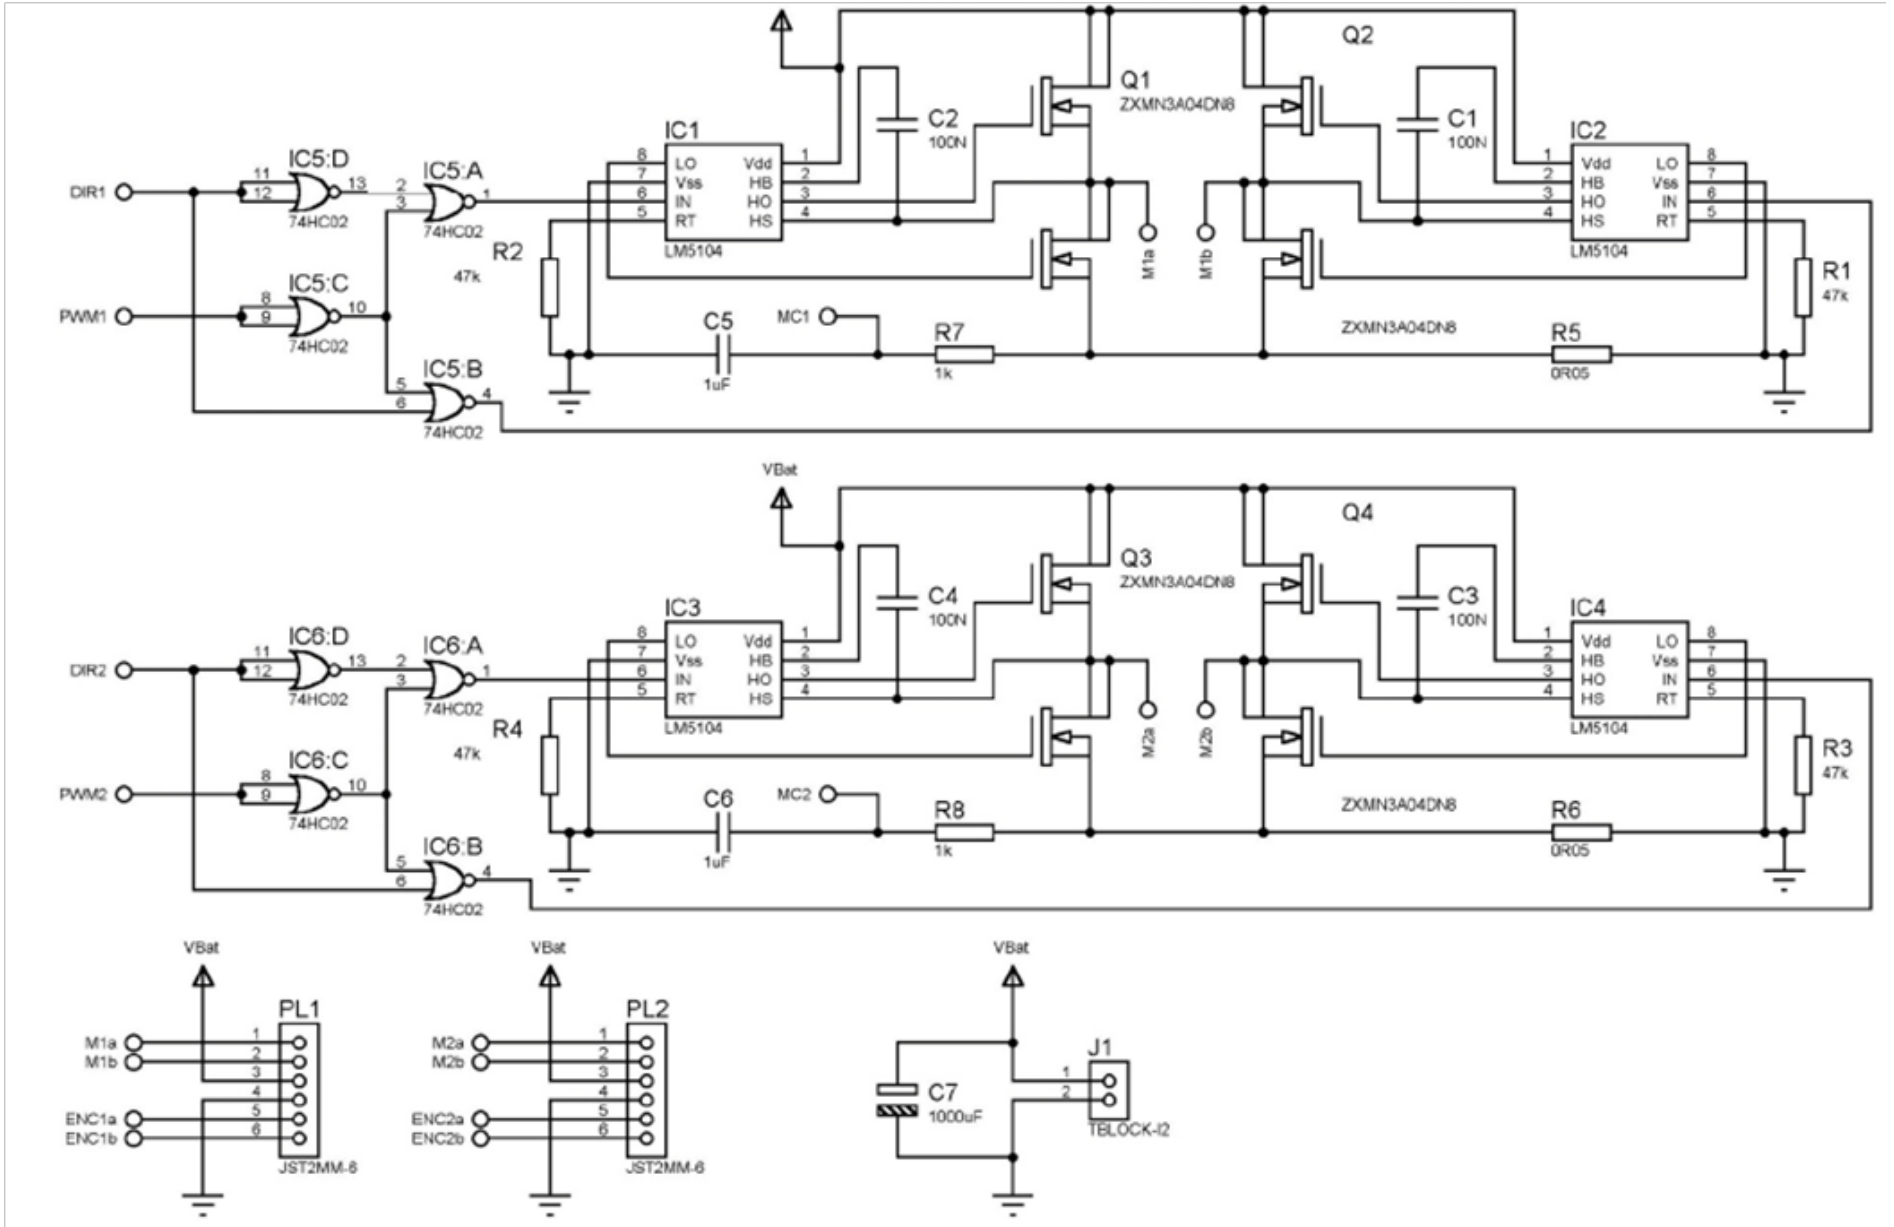 Q2
Q1
ZXMN3A04DN8
C2
100N
C1
100N
IC1
IC2
IC5:D
11
12
13
74HC02
IC5:A
2
3
1
74HC02
DIR1
8 LO Vdd 1
7 Vss HB 2
6 IN HO 3
5 RT HS 4
LM5104
1 Vdd LO 8
2 HB Vss 7
3 HO IN 6
4 HS RT 5
LM5104
R2
47k
M1a
M1b
R1
47k
IC5:C
8
9
10
74HC02
PWM1
C5
1uF
MC1
R7
1k
ZXMN3A04DN8
R5
0R05
IC5:B
5
6
4
74HC02
VBat
Q4
Q3
ZXMN3A04DN8
C4
100N
C3
100N
IC3
IC4
IC6:D
11
12
13
74HC02
IC6:A
2
3
1
74HC02
DIR2
8 LO Vdd 1
7 Vss HB 2
6 IN HO 3
5 RT HS 4
LM5104
1 Vdd LO 8
2 HB Vss 7
3 HO IN 6
4 HS RT 5
LM5104
R4
47k
M2a
M2b
R3
47k
IC6:C
8
9
10
74HC02
PWM2
C6
1uF
MC2
R8
1k
ZXMN3A04DN8
R6
0R05
IC6:B
5
6
4
74HC02
VBat
PL1
M1a 1
M1b 2
3
4
ENC1a 5
ENC1b 6
JST2MM-6
VBat
PL2
M2a 1
M2b 2
3
4
ENC2a 5
ENC2b 6
JST2MM-6
VBat
C7
1000uF
J1
1
2
TBLOCK-I2